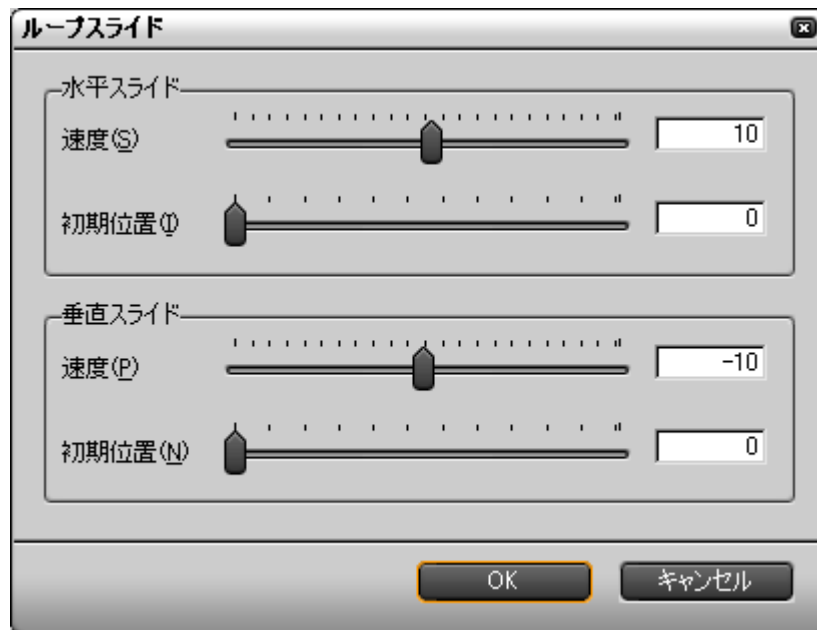 ループスライド
水平スライド
速度(S) 10
初期位置(I) 0
垂直スライド
速度(P) -10
初期位置(N) 0
OK キャンセル